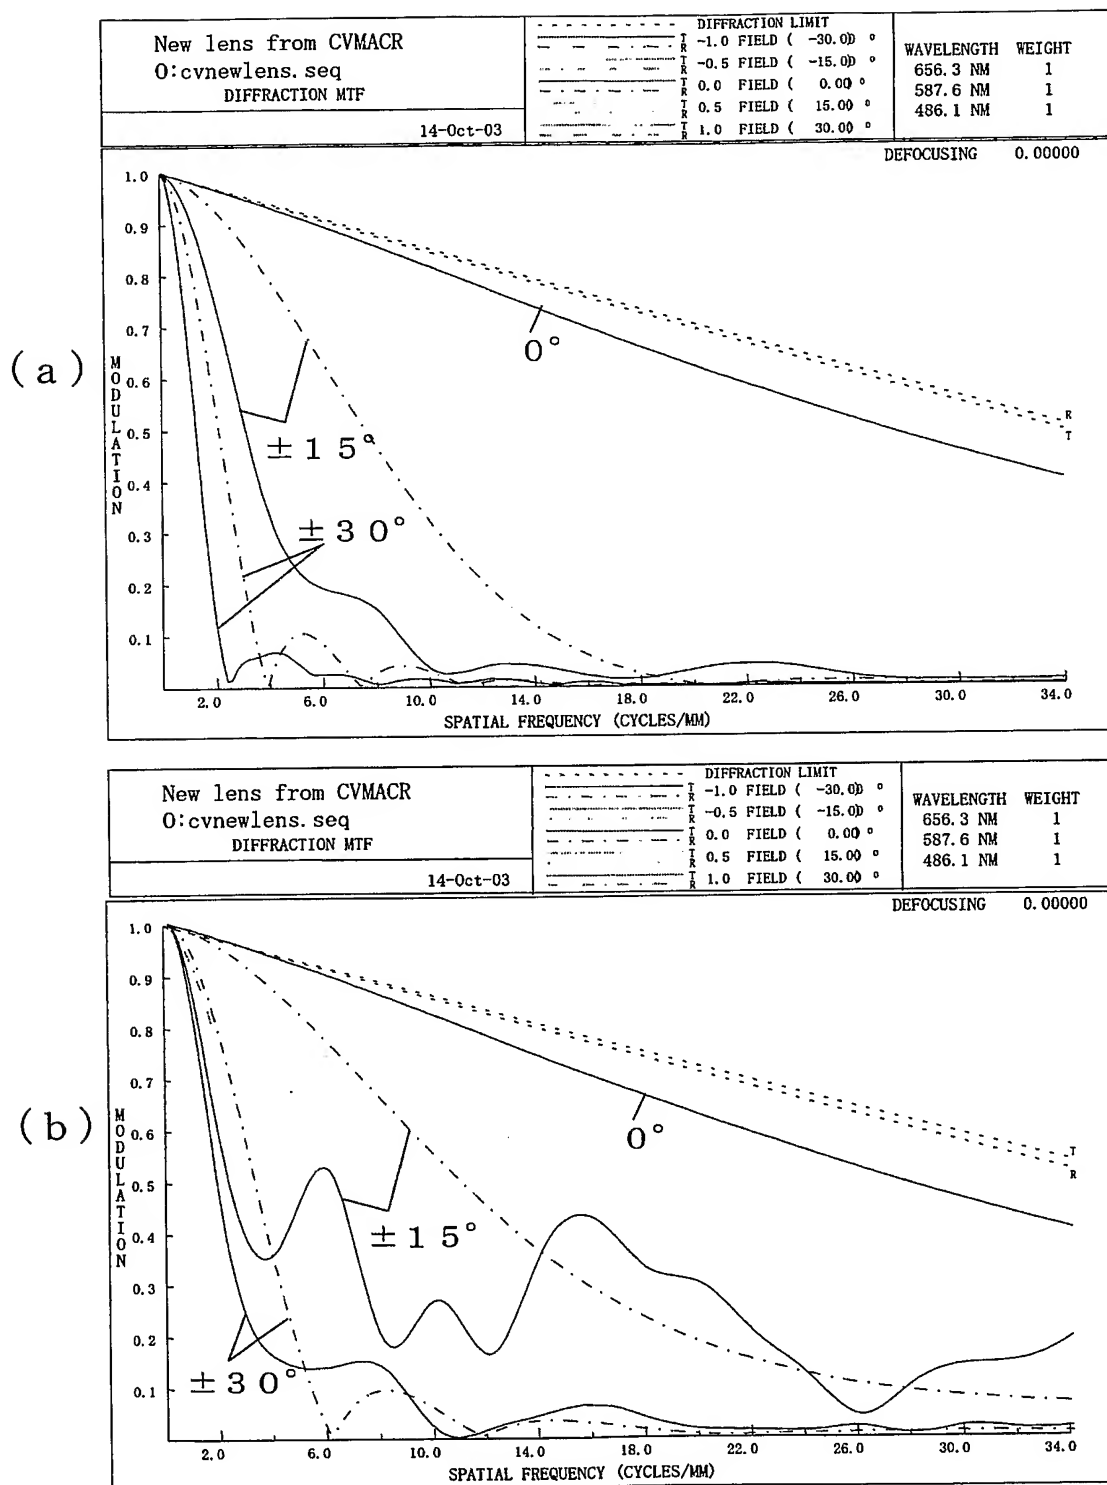 New lens from CVMACR
O:cvnewlens.seq
DIFFRACTION MTF
14-Oct-03
DIFFRACTION LIMIT
T
R -1.0 FIELD ( -30.00) °
T
R -0.5 FIELD ( -15.00) °
T
R 0.0 FIELD ( 0.00) °
T
R 0.5 FIELD ( 15.00) °
T
R 1.0 FIELD ( 30.00) °
WAVELENGTH WEIGHT
656.3 NM 1
587.6 NM 1
486.1 NM 1
DEFOCUSING 0.00000
(a)
MODULATION
1.0
0.9
0.8
0.7
0.6
0.5
0.4
0.3
0.2
0.1
0°
±15°
±30°
R
T
2.0 6.0 10.0 14.0 18.0 22.0 26.0 30.0 34.0
SPATIAL FREQUENCY (CYCLES/MM)
New lens from CVMACR
O:cvnewlens.seq
DIFFRACTION MTF
14-Oct-03
DIFFRACTION LIMIT
T
R -1.0 FIELD ( -30.00) °
T
R -0.5 FIELD ( -15.00) °
T
R 0.0 FIELD ( 0.00) °
T
R 0.5 FIELD ( 15.00) °
T
R 1.0 FIELD ( 30.00) °
WAVELENGTH WEIGHT
656.3 NM 1
587.6 NM 1
486.1 NM 1
DEFOCUSING 0.00000
(b)
MODULATION
1.0
0.9
0.8
0.7
0.6
0.5
0.4
0.3
0.2
0.1
0°
±15°
±30°
T
R
2.0 6.0 10.0 14.0 18.0 22.0 26.0 30.0 34.0
SPATIAL FREQUENCY (CYCLES/MM)